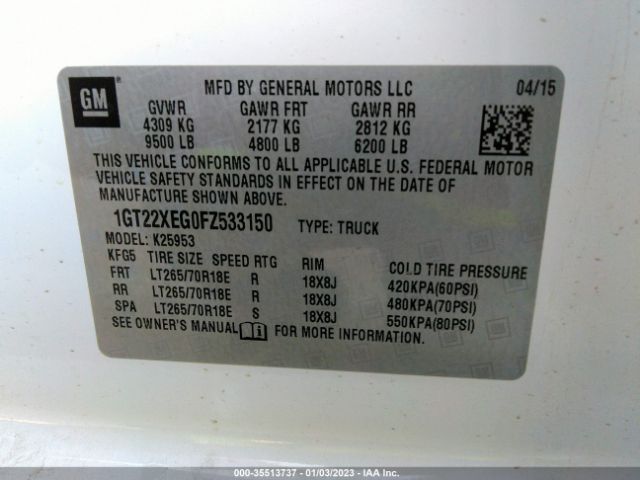 GM
MFD BY GENERAL MOTORS LLC 04/15
GVWR GAWR FRT GAWR RR
4309 KG 2177 KG 2812 KG
9500 LB 4800 LB 6200 LB
THIS VEHICLE CONFORMS TO ALL APPLICABLE U.S. FEDERAL MOTOR
VEHICLE SAFETY STANDARDS IN EFFECT ON THE DATE OF
MANUFACTURE SHOWN ABOVE.
1GT22XEG0FZ533150 TYPE: TRUCK
MODEL: K25953
KFG5 TIRE SIZE SPEED RTG RIM COLD TIRE PRESSURE
FRT LT265/70R18E R 18X8J 420KPA(60PSI)
RR LT265/70R18E R 18X8J 480KPA(70PSI)
SPA LT265/70R18E S 18X8J 550KPA(80PSI)
SEE OWNER'S MANUAL FOR MORE INFORMATION.
000-35513737 - 01/03/2023 - IAA Inc.